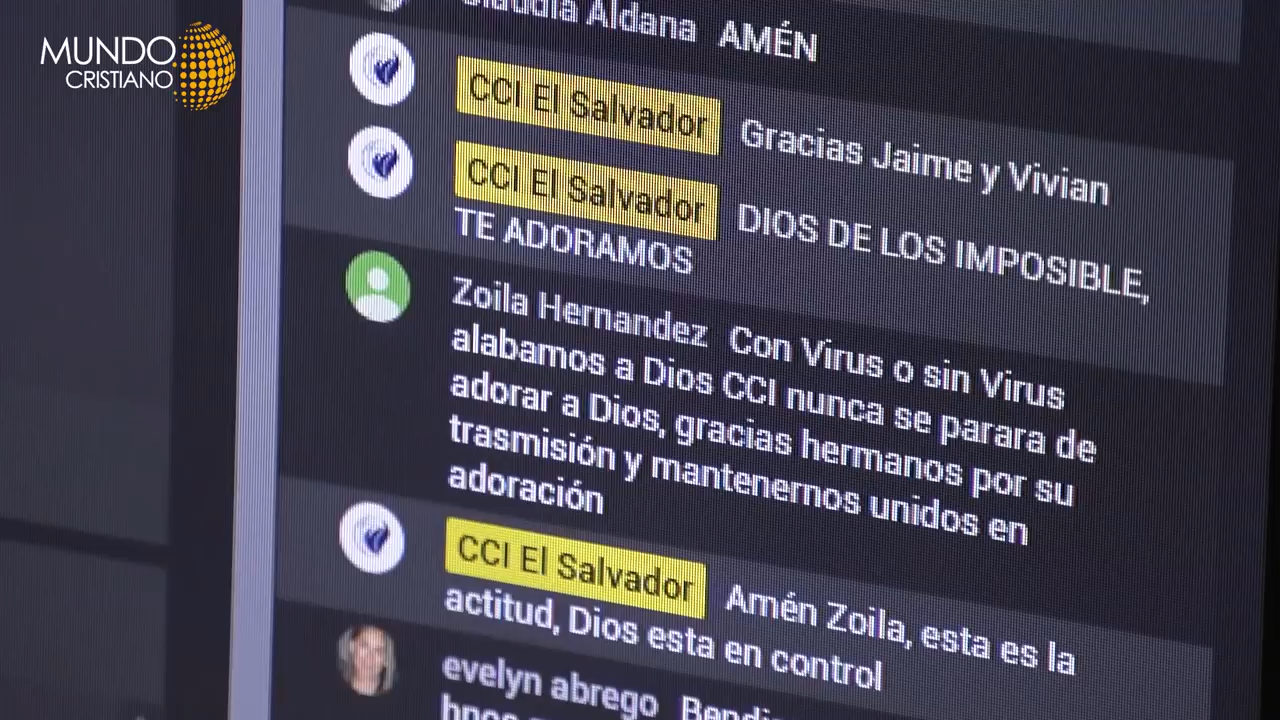 MUNDO
CRISTIANO
Claudia Aldana AMÉN
CCI El Salvador Gracias Jaime y Vivian
CCI El Salvador DIOS DE LOS IMPOSIBLE,
TE ADORAMOS
Zoila Hernandez Con Virus o sin Virus
alabamos a Dios CCI nunca se parara de
adorar a Dios, gracias hermanos por su
trasmisión y mantenernos unidos en
adoración
CCI El Salvador Amén Zoila, esta es la
actitud, Dios esta en control
evelyn abrego